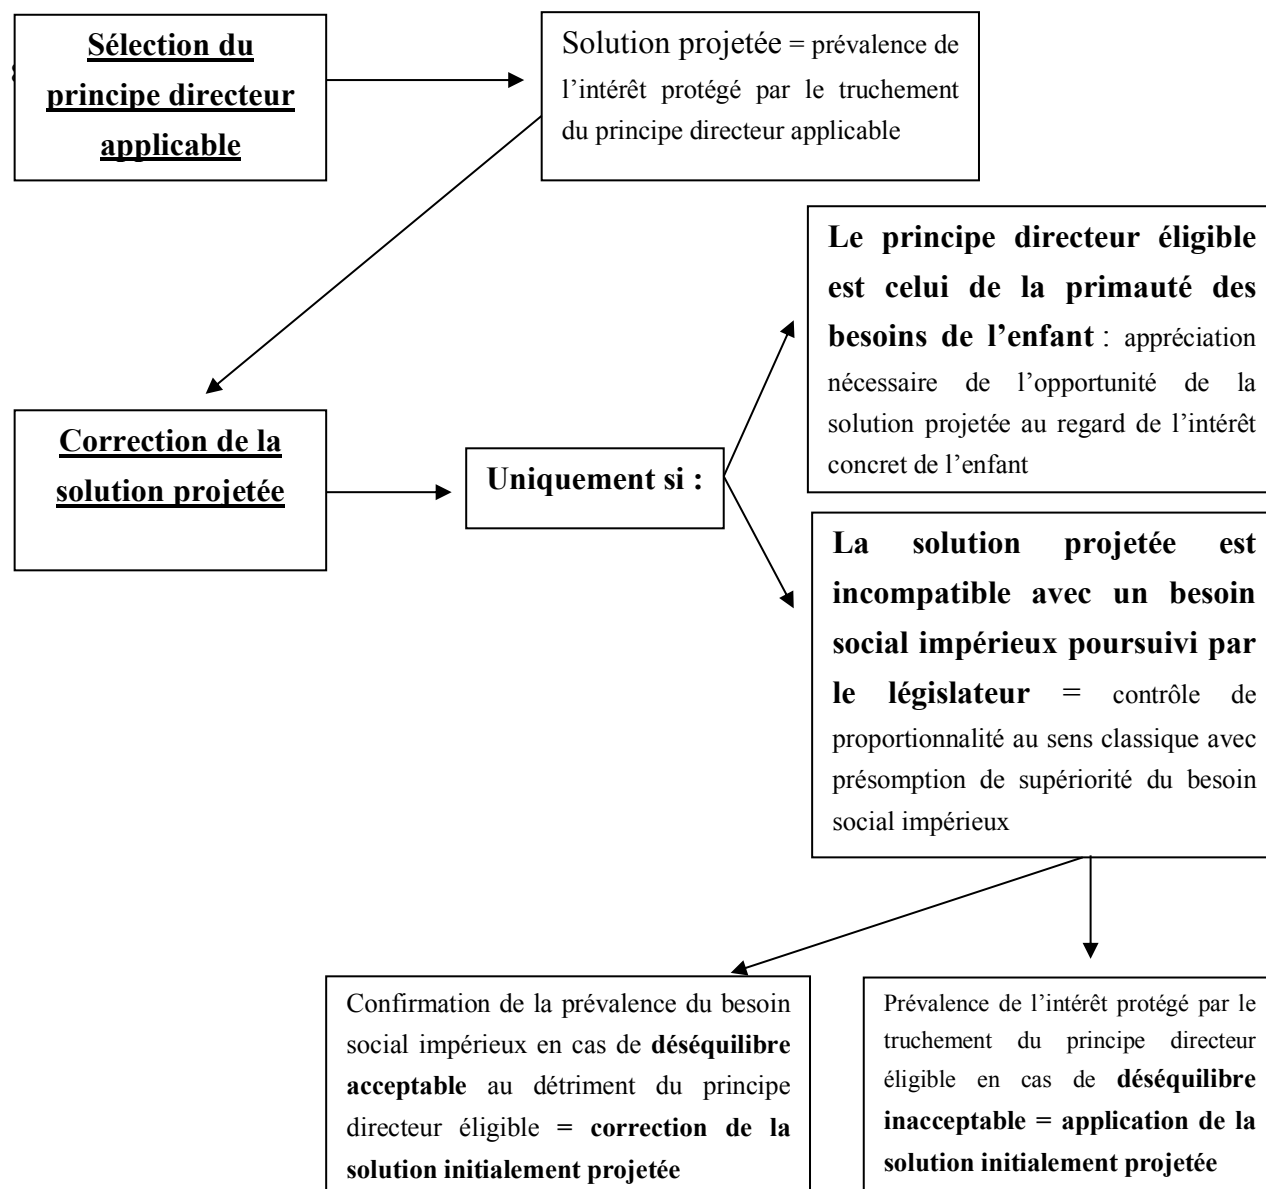 Sélection du
principe directeur
applicable
Solution projetée = prévalence de
l’intérêt protégé par le truchement
du principe directeur applicable
Le principe directeur éligible
est celui de la primauté des
besoins de l’enfant : appréciation
nécessaire de l’opportunité de la
solution projetée au regard de l’intérêt
concret de l’enfant
Correction de la
solution projetée
Uniquement si :
La solution projetée est
incompatible avec un besoin
social impérieux poursuivi par
le législateur = contrôle de
proportionnalité au sens classique avec
présomption de supériorité du besoin
social impérieux
Confirmation de la prévalence du besoin
social impérieux en cas de déséquilibre
acceptable au détriment du principe
directeur éligible = correction de la
solution initialement projetée
Prévalence de l’intérêt protégé par le
truchement du principe directeur
éligible en cas de déséquilibre
inacceptable = application de la
solution initialement projetée